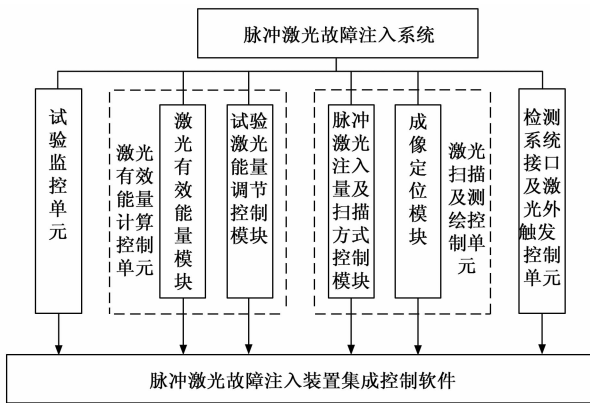 脉冲激光故障注入系统
试验监控单元
激光
有效
能量
计算
控制
单元
激光有效能量模块
试验
激光
能量
调节
控制
模块
脉冲
激光
注入
量及
扫描
方式
控制
模块
成像定位模块
激光
扫描
及测
绘控
制单
元
检测
系统
接口
及激
光外
触发
控制
单元
脉冲激光故障注入装置集成控制软件